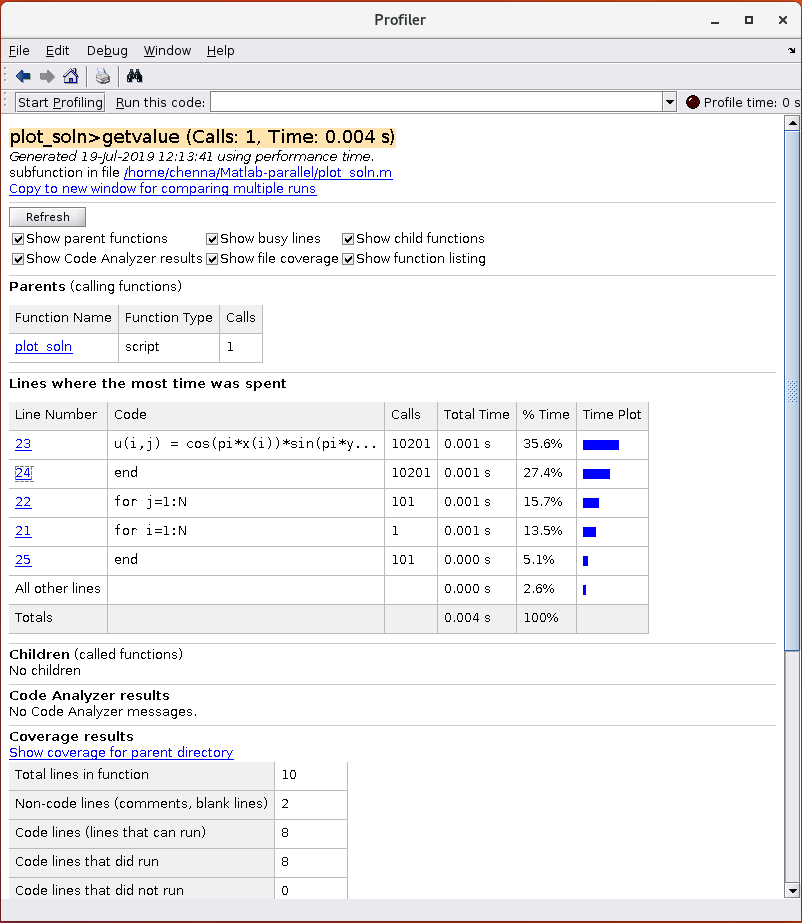 Profiler
File Edit Debug Window Help
Start Profiling Run this code: Profile time: 0 s
plot_soln>getvalue (Calls: 1, Time: 0.004 s)
Generated 19-Jul-2019 12:13:41 using performance time.
subfunction in file /home/chenna/Matlab-parallel/plot_soln.m
Copy to new window for comparing multiple runs
Refresh
Show parent functions Show busy lines Show child functions
Show Code Analyzer results Show file coverage Show function listing
Parents (calling functions)
Function Name Function Type Calls
plot_soln script 1
Lines where the most time was spent
Line Number Code Calls Total Time % Time Time Plot
23 u(i,j) = cos(pi*x(i))*sin(pi*y... 10201 0.001 s 35.6%
24 end 10201 0.001 s 27.4%
22 for j=1:N 101 0.001 s 15.7%
21 for i=1:N 1 0.001 s 13.5%
25 end 101 0.000 s 5.1%
All other lines 0.000 s 2.6%
Totals 0.004 s 100%
Children (called functions)
No children
Code Analyzer results
No Code Analyzer messages.
Coverage results
Show coverage for parent directory
Total lines in function 10
Non-code lines (comments, blank lines) 2
Code lines (lines that can run) 8
Code lines that did run 8
Code lines that did not run 0